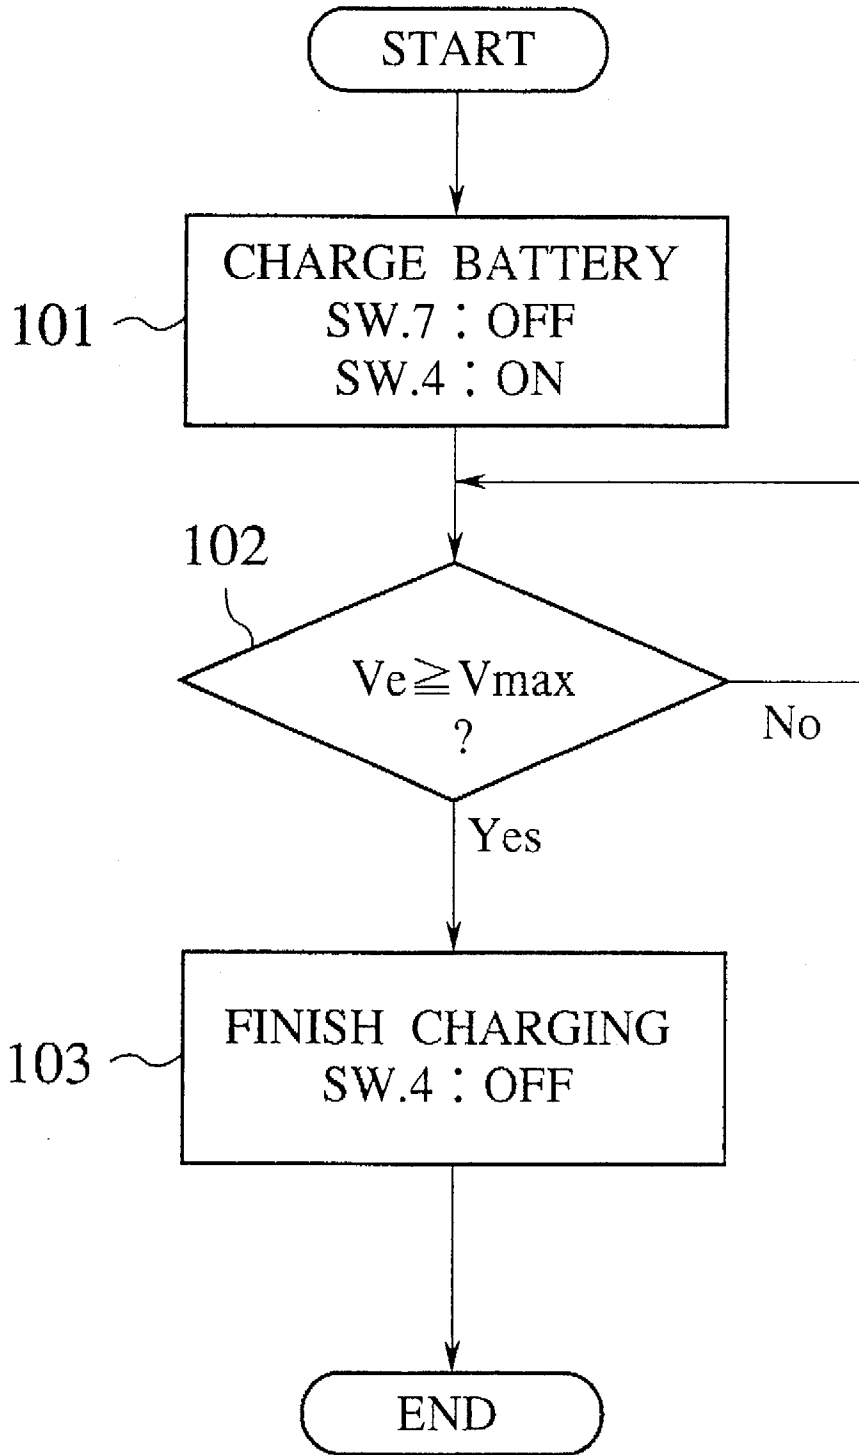 START
CHARGE BATTERY
SW.7 : OFF
SW.4 : ON
101
102
Ve≧Vmax
?
No
Yes
FINISH CHARGING
SW.4 : OFF
103
END